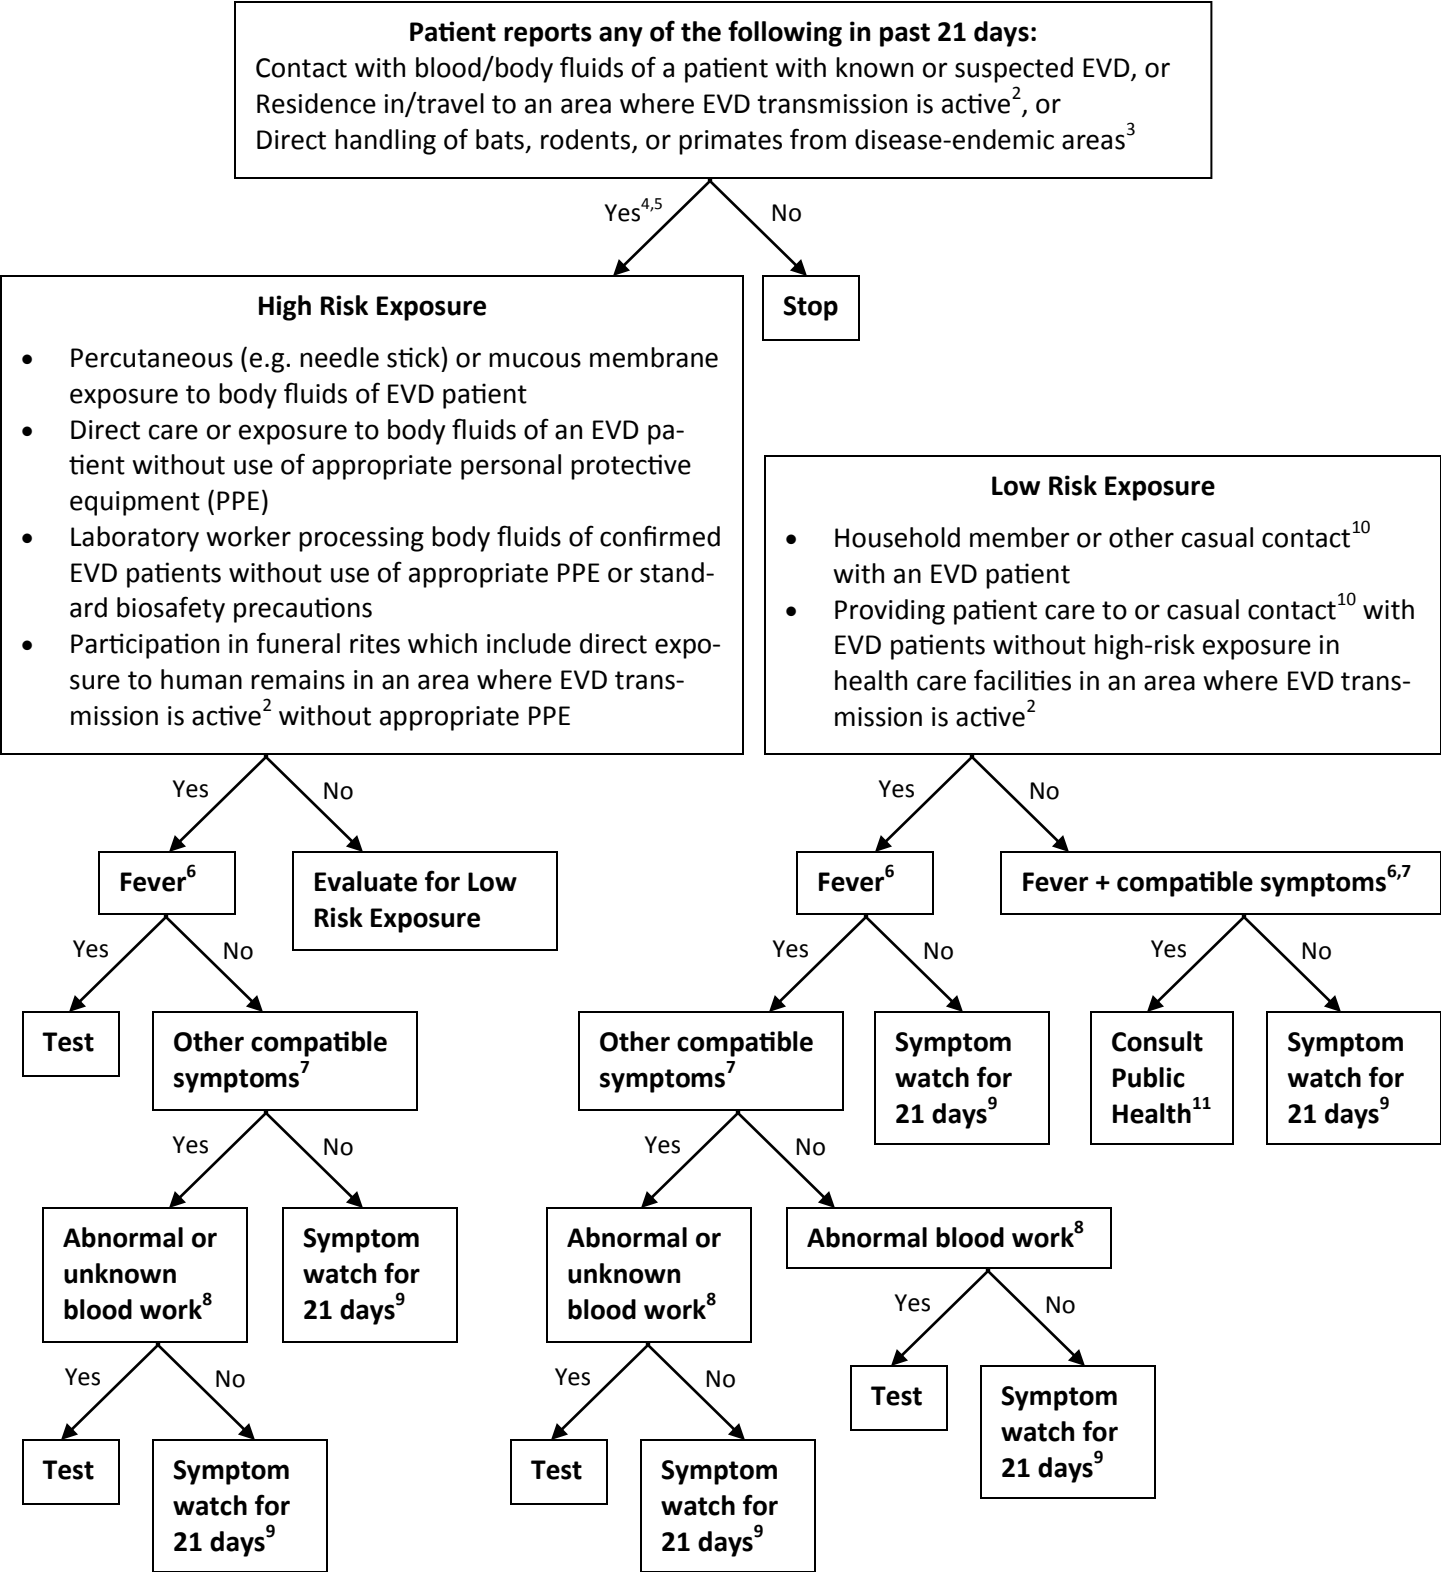 Patient reports any of the following in past 21 days:
Contact with blood/body fluids of a patient with known or suspected EVD, or
Residence in/travel to an area where EVD transmission is active², or
Direct handling of bats, rodents, or primates from disease-endemic areas³
Yes⁴,⁵
No
High Risk Exposure
• Percutaneous (e.g. needle stick) or mucous membrane
exposure to body fluids of EVD patient
• Direct care or exposure to body fluids of an EVD pa-
tient without use of appropriate personal protective
equipment (PPE)
• Laboratory worker processing body fluids of confirmed
EVD patients without use of appropriate PPE or stand-
ard biosafety precautions
• Participation in funeral rites which include direct expo-
sure to human remains in an area where EVD trans-
mission is active² without appropriate PPE
Stop
Low Risk Exposure
• Household member or other casual contact¹⁰
with an EVD patient
• Providing patient care to or casual contact¹⁰ with
EVD patients without high-risk exposure in
health care facilities in an area where EVD trans-
mission is active²
Yes
No
Fever⁶
Evaluate for Low
Risk Exposure
Yes
No
Test
Other compatible
symptoms⁷
Yes
No
Abnormal or
unknown
blood work⁸
Symptom
watch for
21 days⁹
Yes
No
Test
Symptom
watch for
21 days⁹
Yes
No
Fever⁶
Fever + compatible symptoms⁶,⁷
Yes
No
Yes
No
Other compatible
symptoms⁷
Symptom
watch for
21 days⁹
Consult
Public
Health¹¹
Symptom
watch for
21 days⁹
Yes
No
Abnormal or
unknown
blood work⁸
Abnormal blood work⁸
Yes
No
Yes
No
Test
Symptom
watch for
21 days⁹
Test
Symptom
watch for
21 days⁹